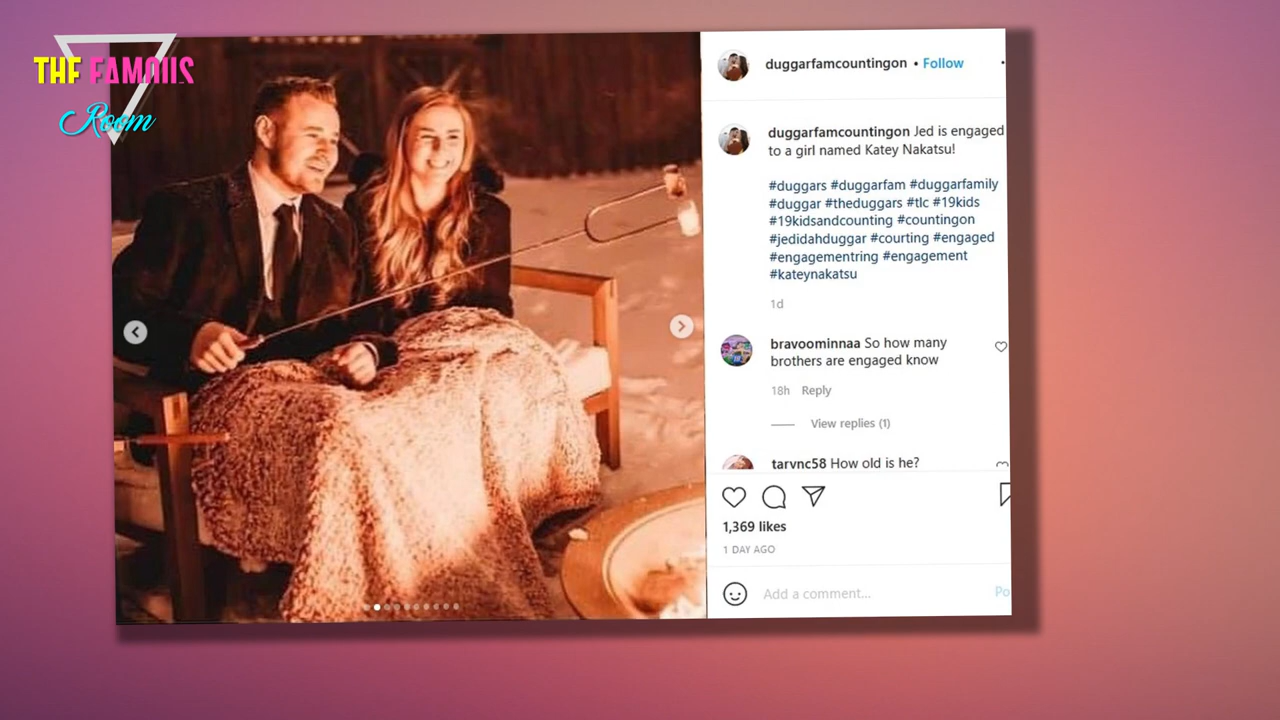 THE FAMOUS
Room
duggarfamcountingon • Follow
duggarfamcountingon Jed is engaged
to a girl named Katey Nakatsu!
#duggars #duggarfam #duggarfamily
#duggar #theduggars #tlc #19kids
#19kidsandcounting #countingon
#jedidahduggar #courting #engaged
#engagementring #engagement
#kateynakatsu
1d
bravoominnaa So how many
brothers are engaged know
18h Reply
View replies (1)
tarvnc58 How old is he?
1,369 likes
1 DAY AGO
Add a comment...
Po